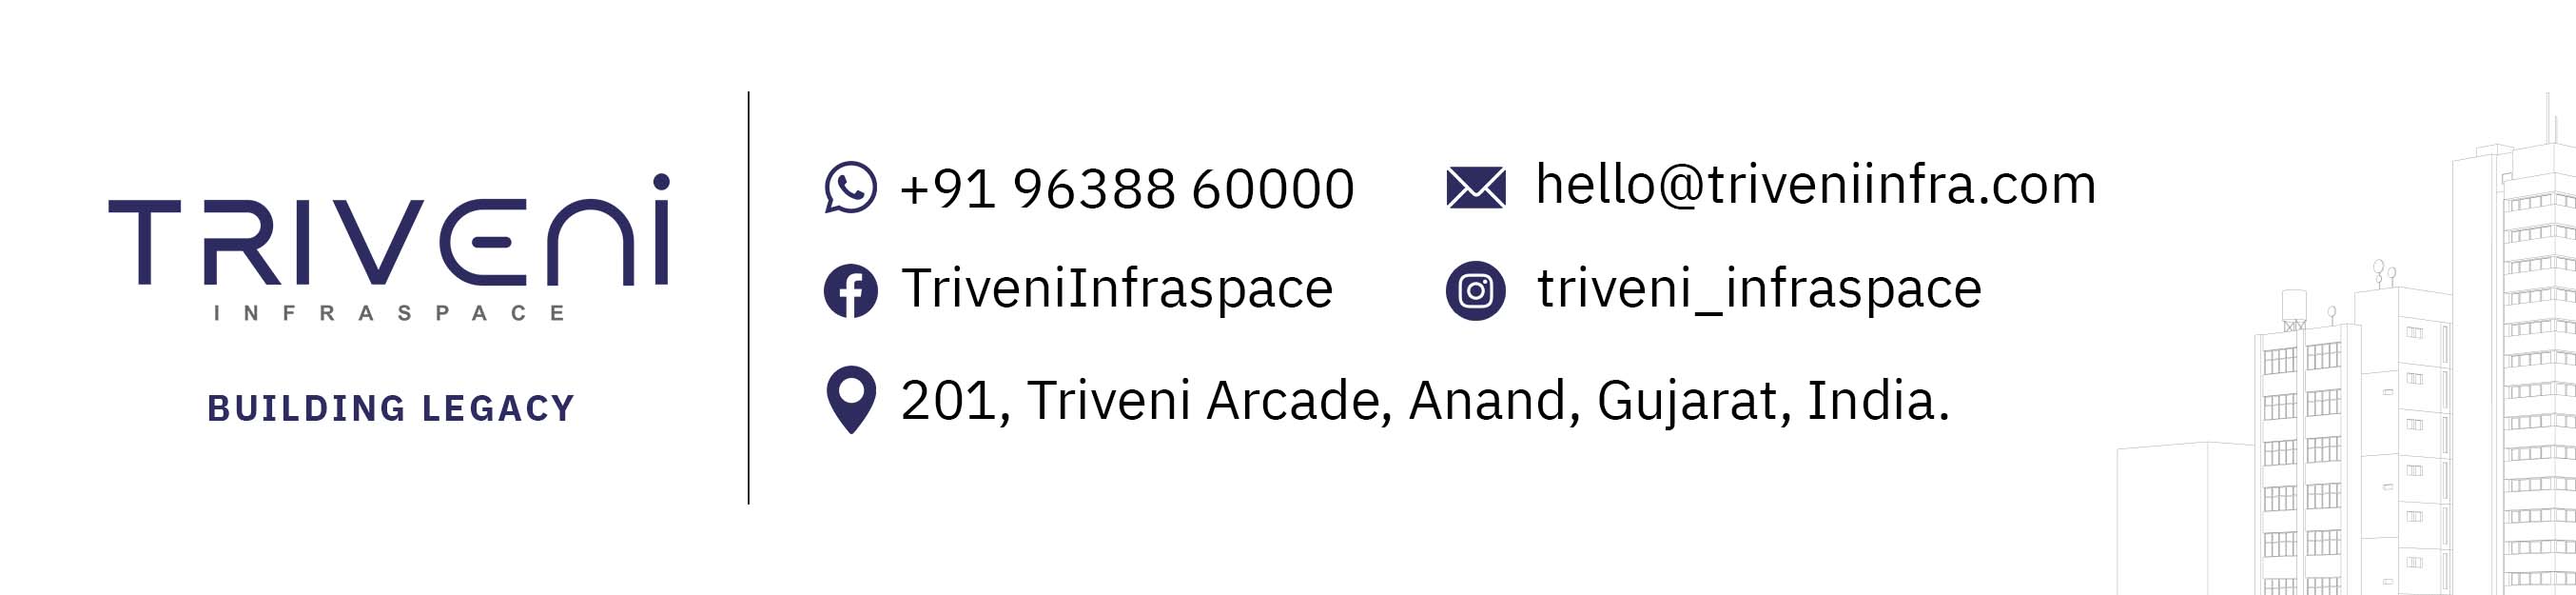 TRIVENI
INFRASPACE
BUILDING LEGACY
+91 96388 60000
hello@triveniinfra.com
TriveniInfraspace
triveni_infraspace
201, Triveni Arcade, Anand, Gujarat, India.